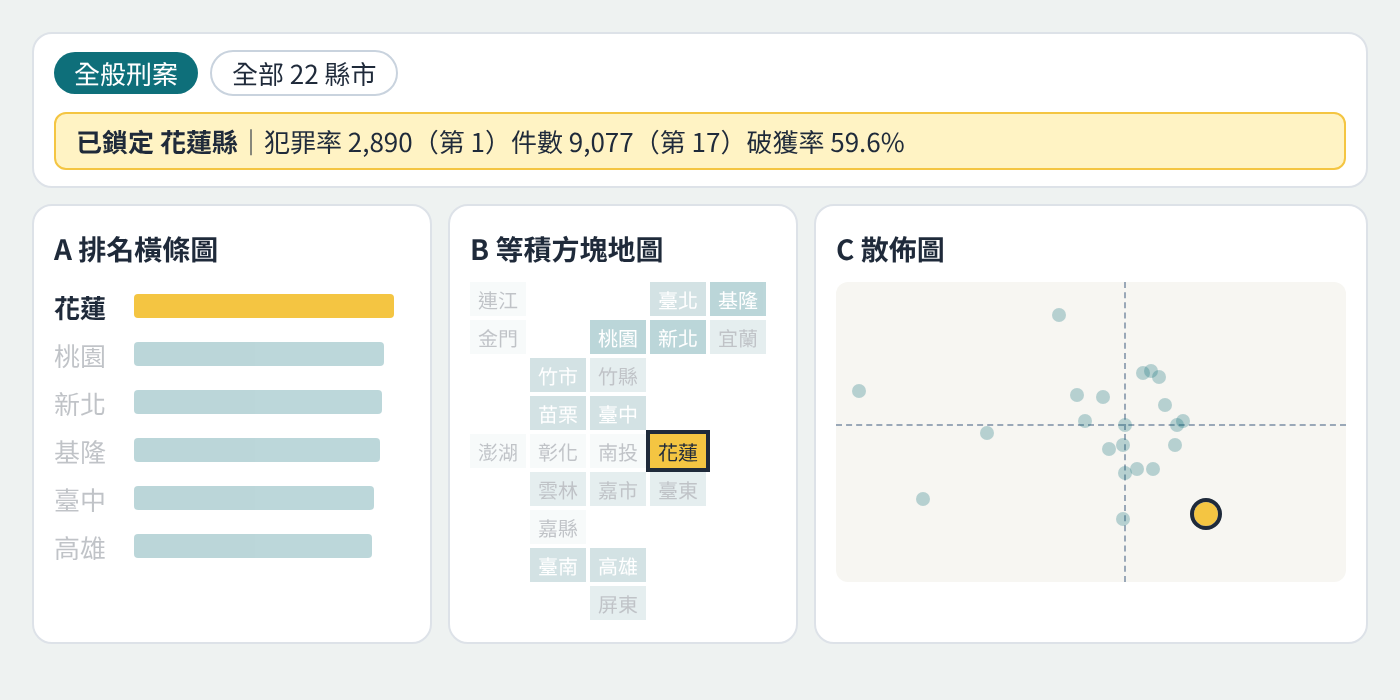 全般刑案 全部 22 縣市
已鎖定 花蓮縣｜犯罪率 2,890（第 1）件數 9,077（第 17）破獲率 59.6%
A 排名橫條圖
花蓮
桃園
新北
基隆
臺中
高雄
B 等積方塊地圖
連江 臺北 基隆
金門 桃園 新北 宜蘭
竹市 竹縣
苗栗 臺中
澎湖 彰化 南投 花蓮
雲林 嘉市 臺東
嘉縣
臺南 高雄
屏東
C 散佈圖